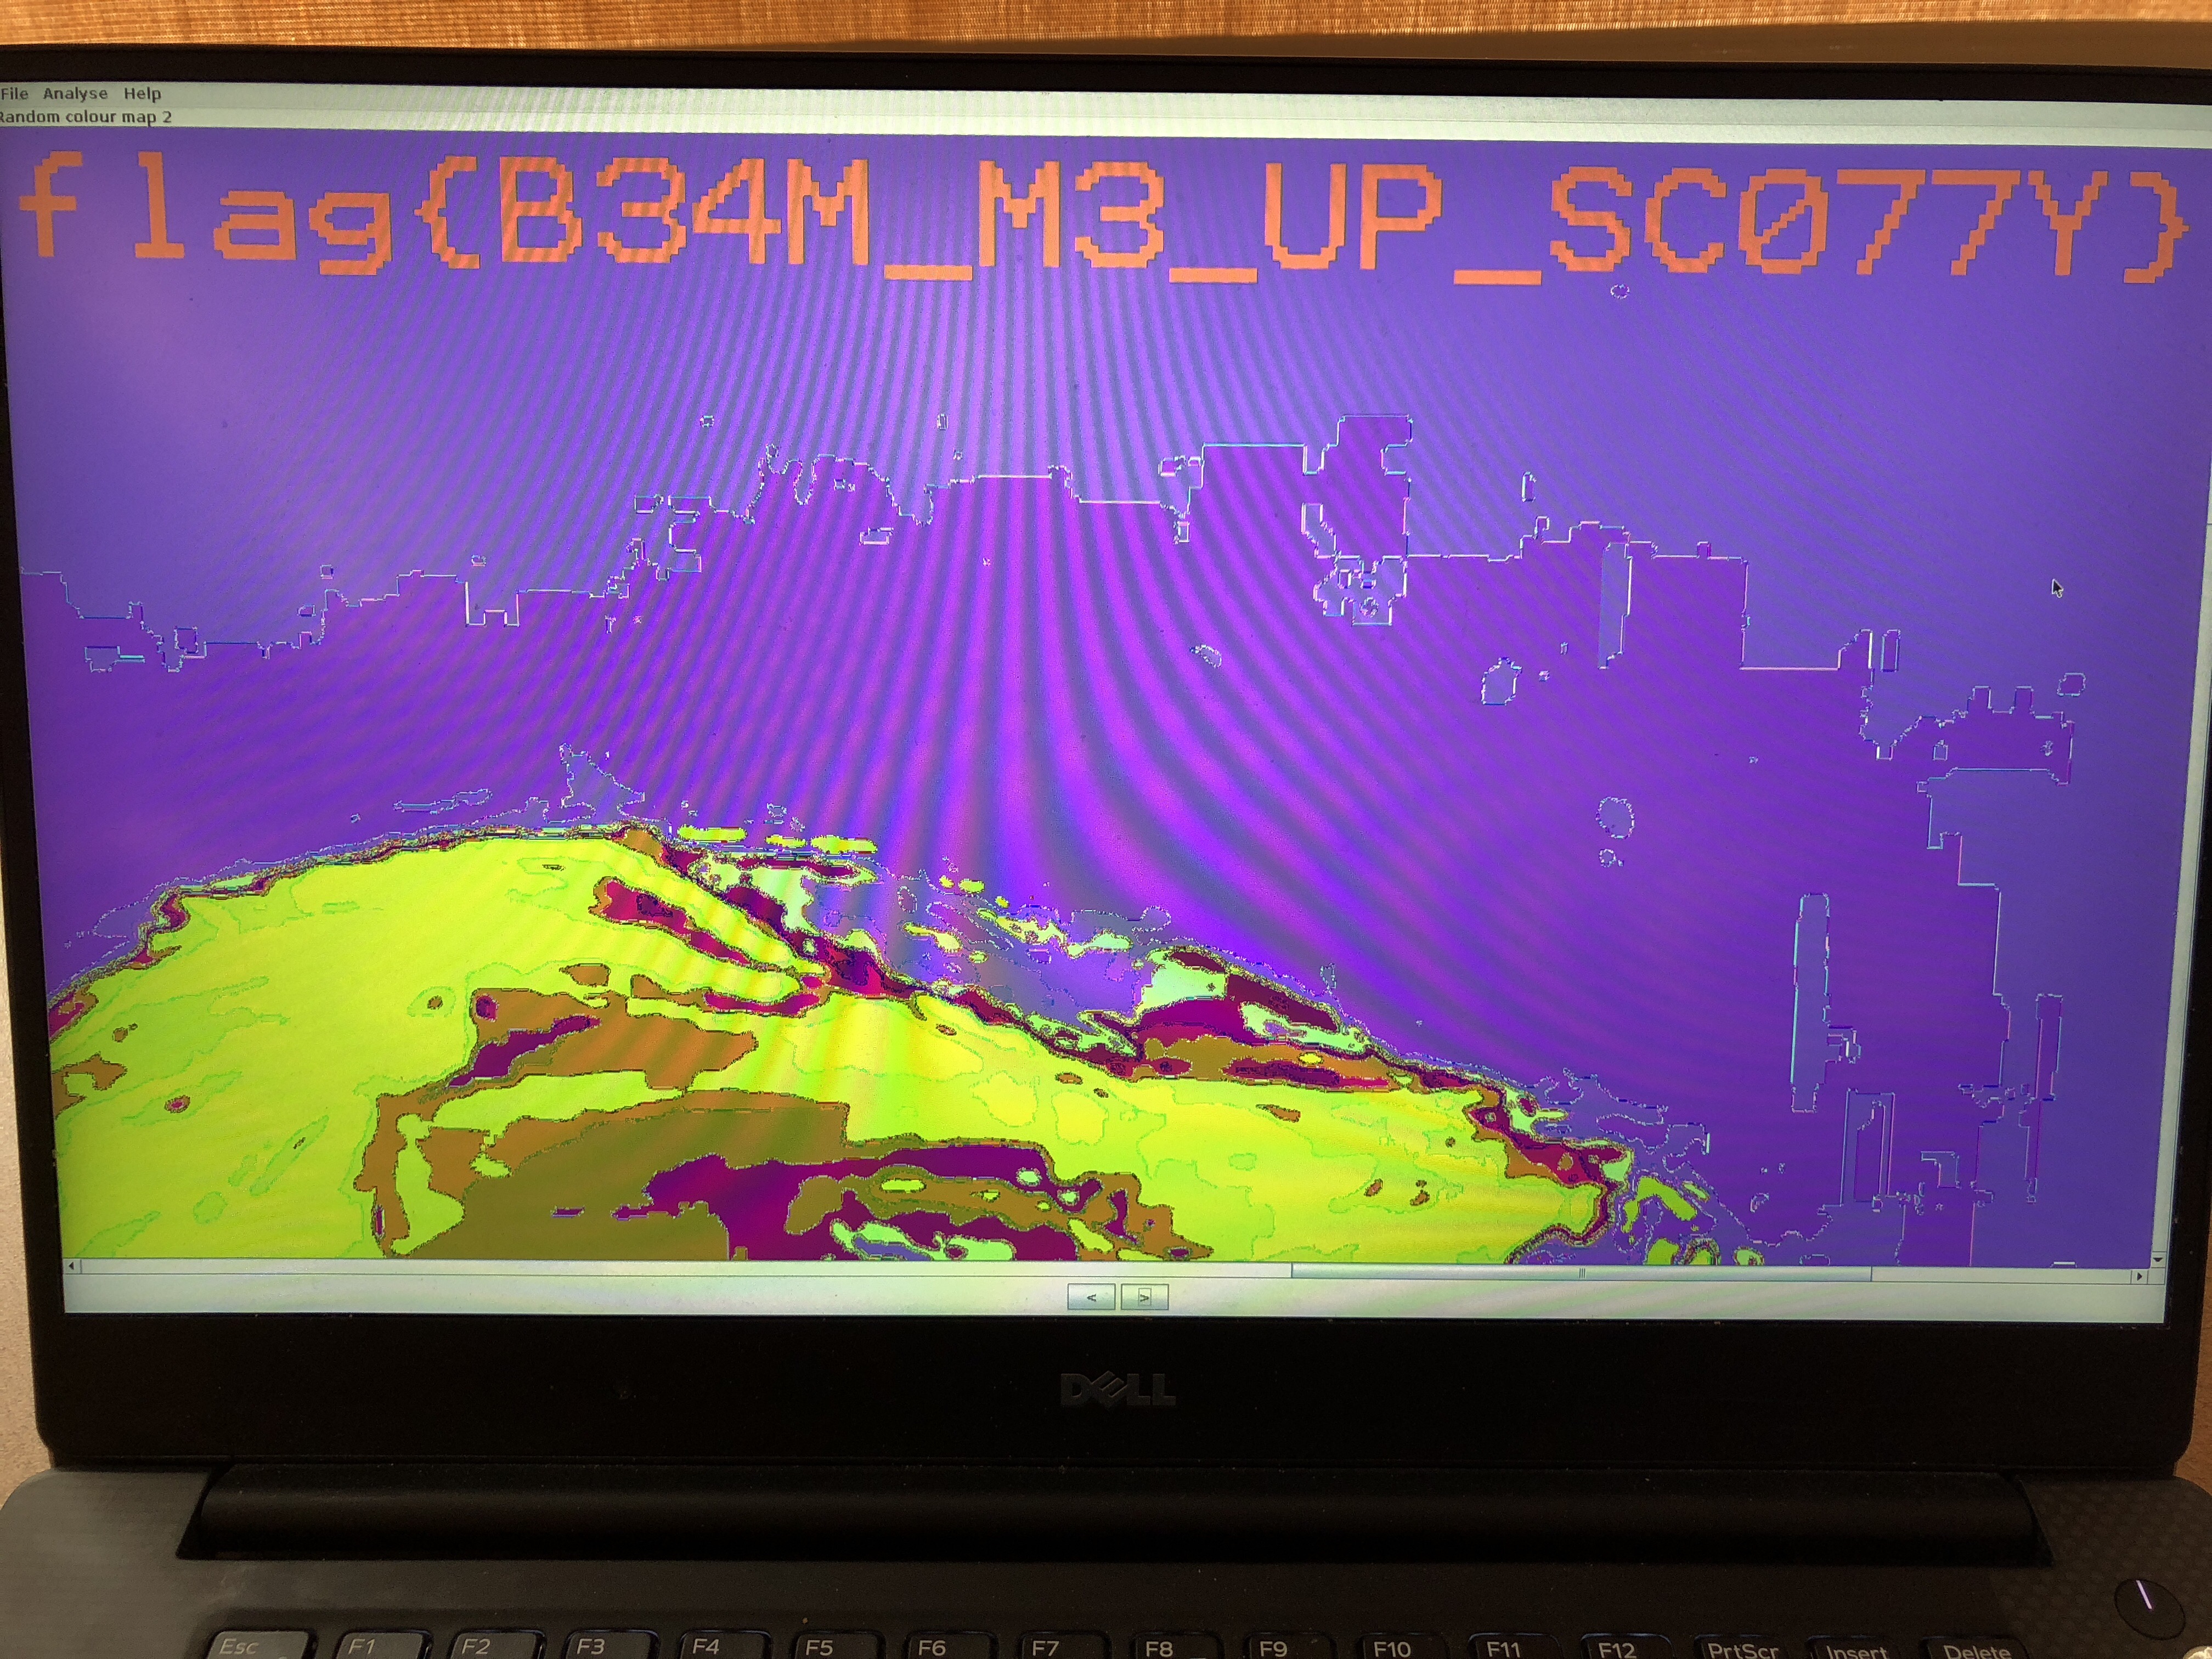 File Analyse Help
Random colour map 2
flag{B34M_M3_UP_SC077Y}
< >
DELL
Esc F1 F2 F3 F4 F5 F6 F7 F8 F9 F10 F11 F12 PrtScr Insert Delete